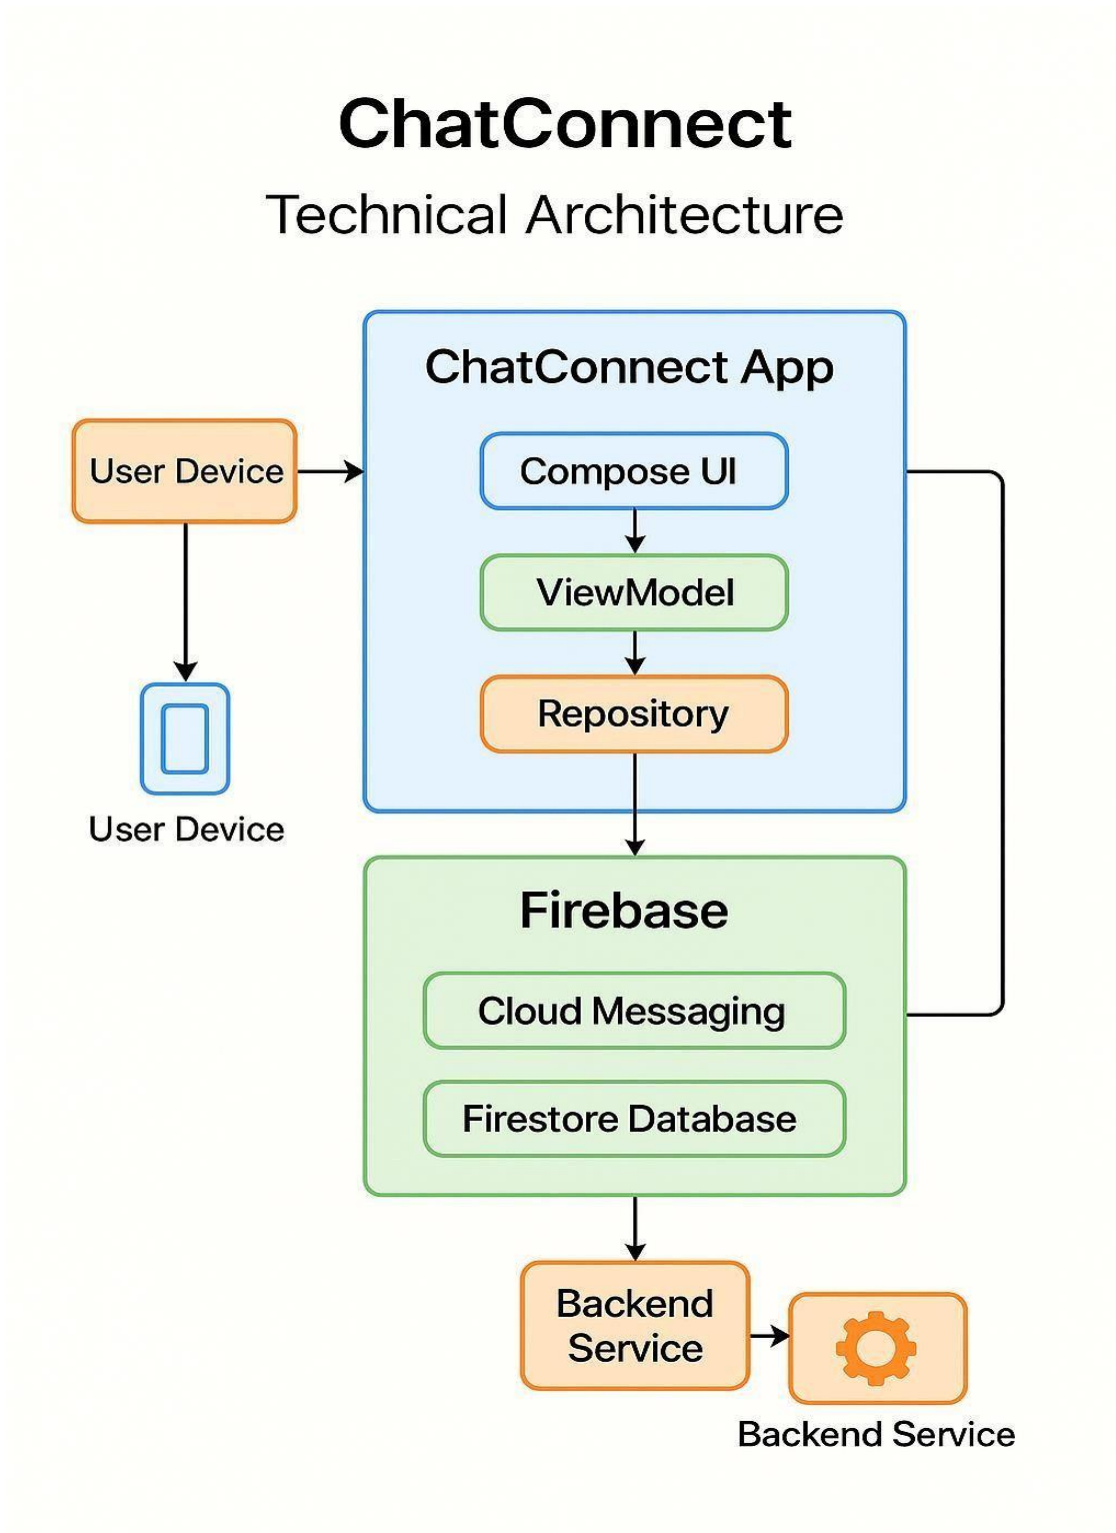 ChatConnect
Technical Architecture
ChatConnect App
User Device
Compose UI
ViewModel
Repository
User Device
Firebase
Cloud Messaging
Firestore Database
Backend
Service
Backend Service